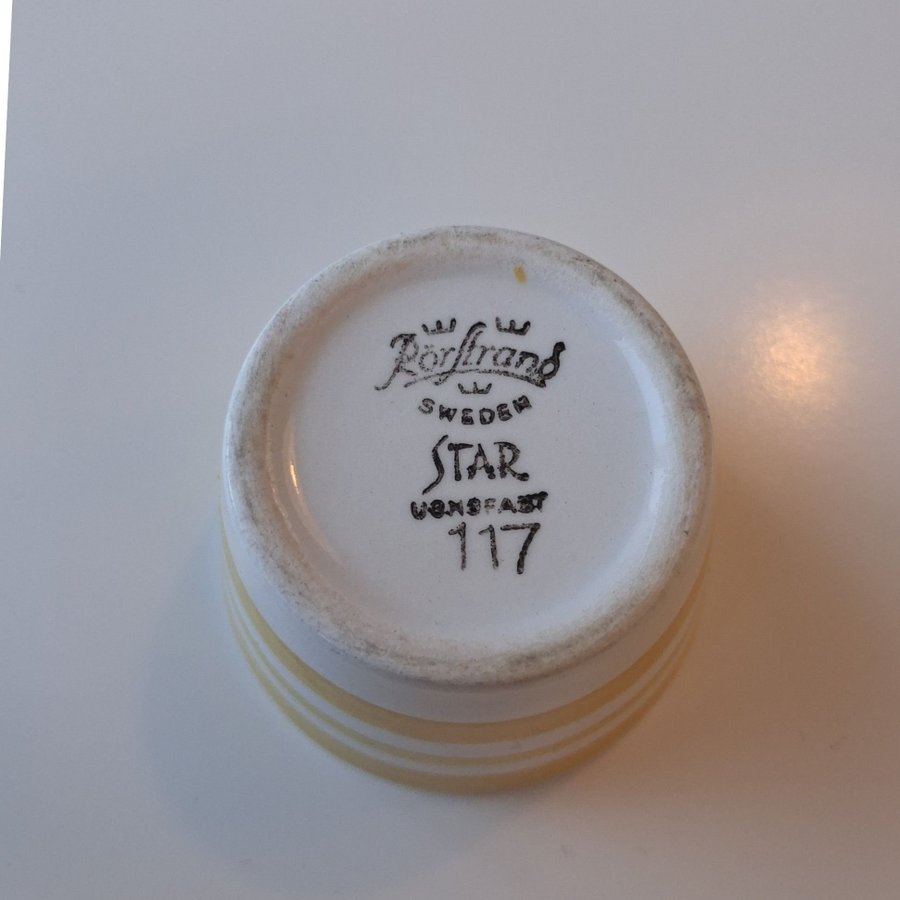 Rörstrand
SWEDEN
STAR
UGNSFAST
117